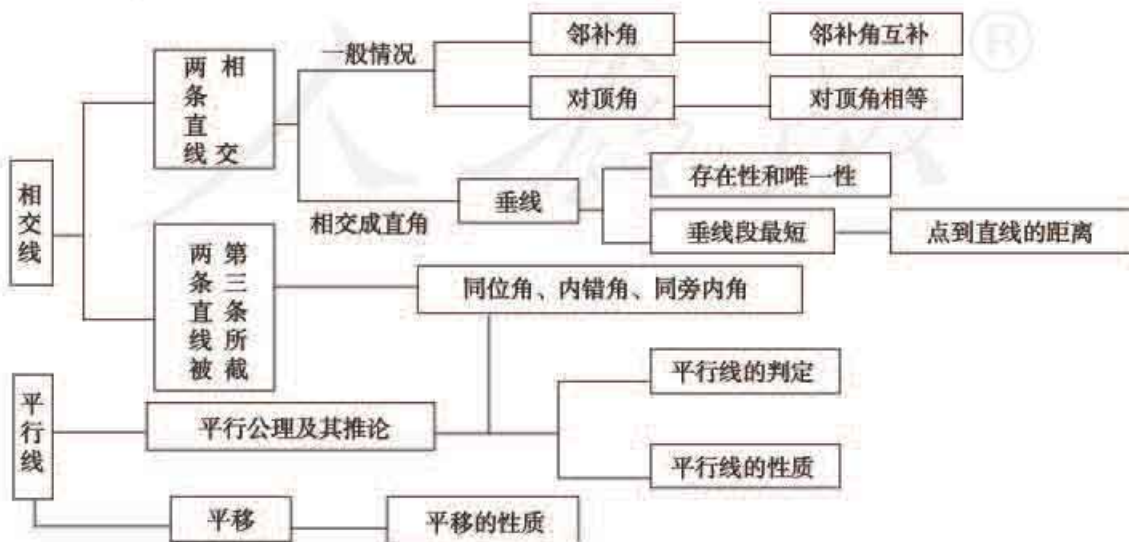 一般情况
邻补角
邻补角互补
两条直线相交
对顶角
对顶角相等
相交线
相交成直角
垂线
存在性和唯一性
垂线段最短
点到直线的距离
两条直线被第三条所截
同位角、内错角、同旁内角
平行线
平行公理及其推论
平行线的判定
平行线的性质
平移
平移的性质
®